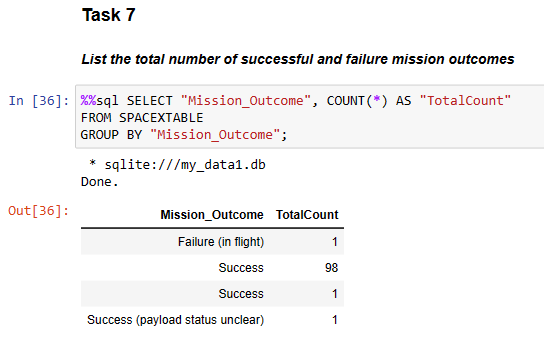 Task 7
List the total number of successful and failure mission outcomes
In [36]: %%sql SELECT "Mission_Outcome", COUNT(*) AS "TotalCount"
FROM SPACEXTABLE
GROUP BY "Mission_Outcome";
* sqlite:///my_data1.db
Done.
Out[36]:
Mission_Outcome TotalCount
Failure (in flight) 1
Success 98
Success 1
Success (payload status unclear) 1